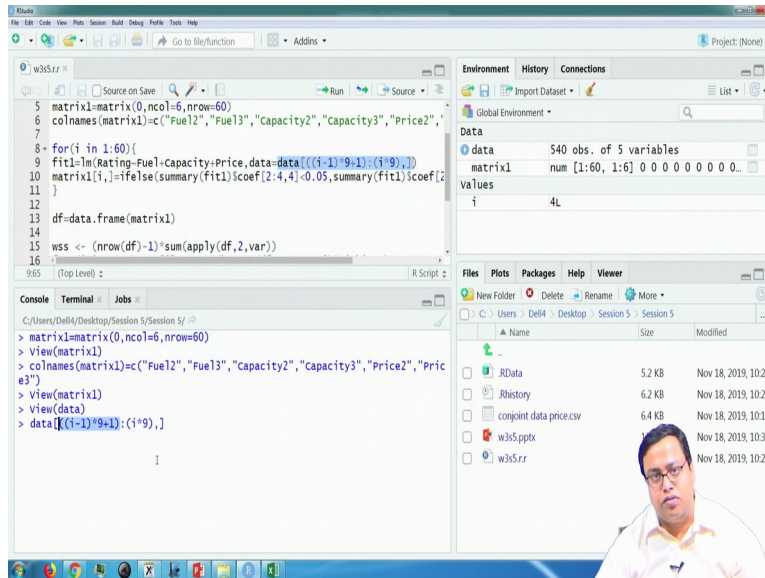 RStudio
File Edit Code View Plots Session Build Debug Profile Tools Help
Go to file/function
Addins
Project: (None)
w3s5.r.r
Source on Save
Run
Source
5 matrix1=matrix(0,ncol=6,nrow=60)
6 colnames(matrix1)=c("Fuel2","Fuel3","Capacity2","Capacity3","Price2","
7
8 for(i in 1:60){
9 fit1=lm(Rating~Fuel+Capacity+Price,data=data[((i-1)*9+1):(i*9),])
10 matrix1[i,]=ifelse(summary(fit1)$coef[2:4,4]<0.05,summary(fit1)$coef[2
11 }
12
13 df=data.frame(matrix1)
14
15 wss <- (nrow(df)-1)*sum(apply(df,2,var))
16
9:65 (Top Level) R Script
Console Terminal Jobs
C:/Users/Dell4/Desktop/Session 5/Session 5/
> matrix1=matrix(0,ncol=6,nrow=60)
> View(matrix1)
> colnames(matrix1)=c("Fuel2","Fuel3","Capacity2","Capacity3","Price2","Pric
e3")
> View(matrix1)
> View(data)
> data[((i-1)*9+1):(i*9),]
Environment History Connections
Import Dataset
List
Global Environment
Data
data 540 obs. of 5 variables
matrix1 num [1:60, 1:6] 0 0 0 0 0 0 0 0 0...
Values
i 4L
Files Plots Packages Help Viewer
New Folder Delete Rename More
C: Users Dell4 Desktop Session 5 Session 5
Name Size Modified
..
.RData 5.2 KB Nov 18, 2019, 10:2
.Rhistory 6.2 KB Nov 18, 2019, 10:2
conjoint data price.csv 6.4 KB Nov 18, 2019, 10:1
w3s5.pptx Nov 18, 2019, 10:3
w3s5.r.r Nov 18, 2019, 10:2